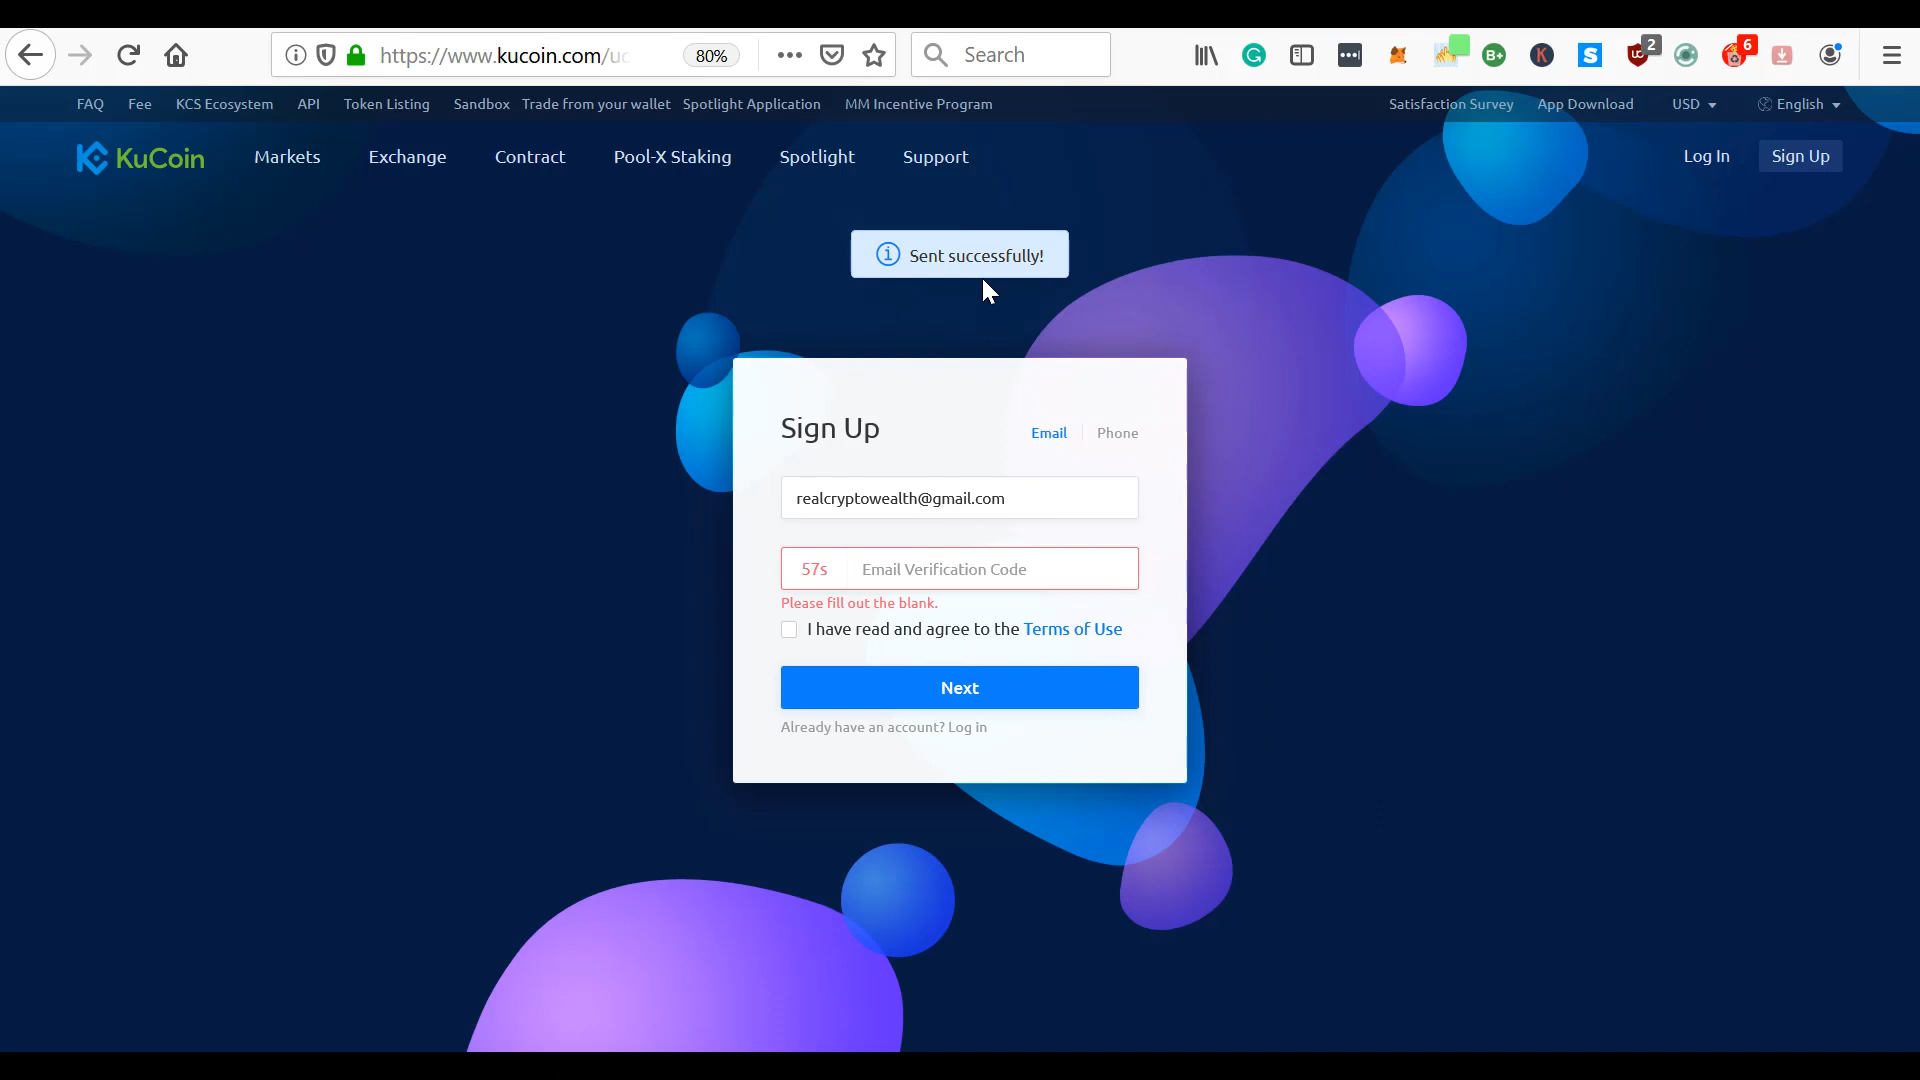 https://www.kucoin.com/uc
80%
Search
2
6
FAQ Fee KCS Ecosystem API Token Listing Sandbox Trade from your wallet Spotlight Application MM Incentive Program Satisfaction Survey App Download USD English
KuCoin Markets Exchange Contract Pool-X Staking Spotlight Support Log In Sign Up
Sent successfully!
Sign Up Email Phone
realcryptowealth@gmail.com
57s Email Verification Code
Please fill out the blank.
I have read and agree to the Terms of Use
Next
Already have an account? Log in